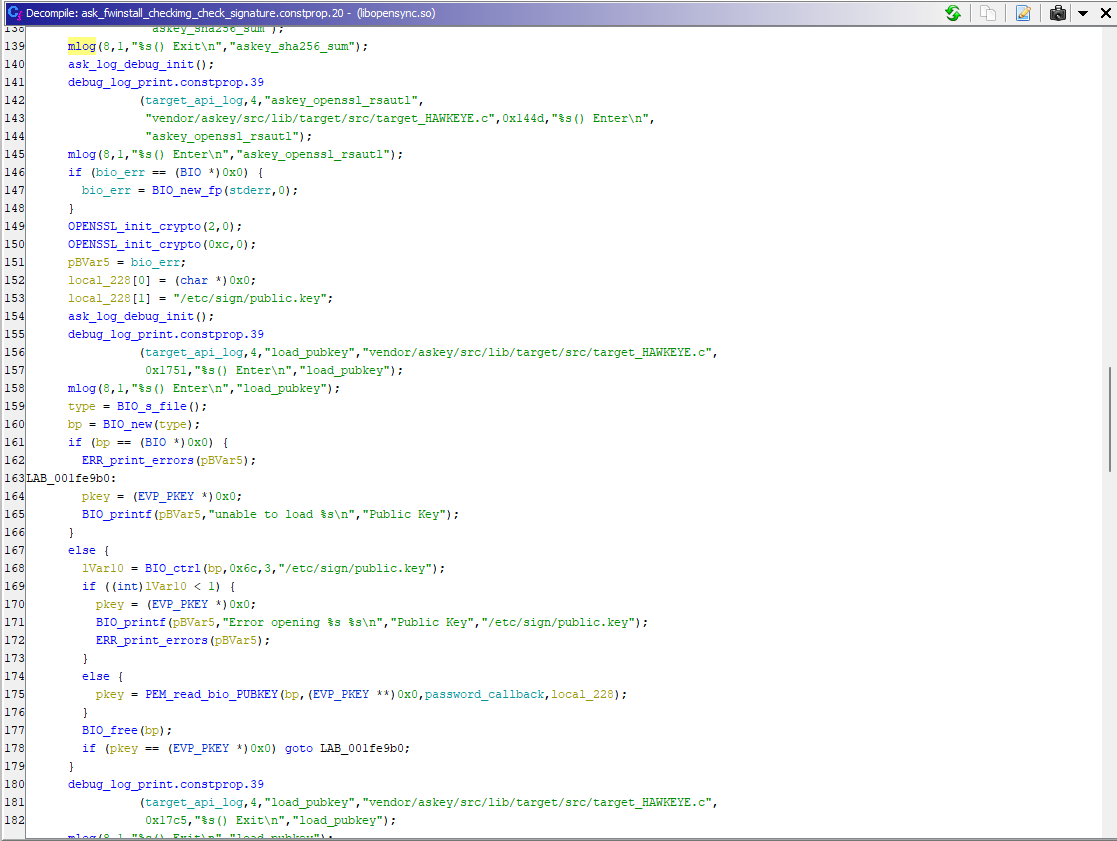 Decompile: ask_fwinstall_checkimg_check_signature.constprop.20 - (libopensync.so)
138 "askey_sha256_sum");
139 mlog(8,1,"%s() Exit\n","askey_sha256_sum");
140 ask_log_debug_init();
141 debug_log_print.constprop.39
142 (target_api_log,4,"askey_openssl_rsautl",
143 "vendor/askey/src/lib/target/src/target_HAWKEYE.c",0x144d,"%s() Enter\n",
144 "askey_openssl_rsautl");
145 mlog(8,1,"%s() Enter\n","askey_openssl_rsautl");
146 if (bio_err == (BIO *)0x0) {
147 bio_err = BIO_new_fp(stderr,0);
148 }
149 OPENSSL_init_crypto(2,0);
150 OPENSSL_init_crypto(0xc,0);
151 pBVar5 = bio_err;
152 local_228[0] = (char *)0x0;
153 local_228[1] = "/etc/sign/public.key";
154 ask_log_debug_init();
155 debug_log_print.constprop.39
156 (target_api_log,4,"load_pubkey","vendor/askey/src/lib/target/src/target_HAWKEYE.c",
157 0x1751,"%s() Enter\n","load_pubkey");
158 mlog(8,1,"%s() Enter\n","load_pubkey");
159 type = BIO_s_file();
160 bp = BIO_new(type);
161 if (bp == (BIO *)0x0) {
162 ERR_print_errors(pBVar5);
163 LAB_001fe9b0:
164 pkey = (EVP_PKEY *)0x0;
165 BIO_printf(pBVar5,"unable to load %s\n","Public Key");
166 }
167 else {
168 lVar10 = BIO_ctrl(bp,0x6c,3,"/etc/sign/public.key");
169 if ((int)lVar10 < 1) {
170 pkey = (EVP_PKEY *)0x0;
171 BIO_printf(pBVar5,"Error opening %s %s\n","Public Key","/etc/sign/public.key");
172 ERR_print_errors(pBVar5);
173 }
174 else {
175 pkey = PEM_read_bio_PUBKEY(bp,(EVP_PKEY **)0x0,password_callback,local_228);
176 }
177 BIO_free(bp);
178 if (pkey == (EVP_PKEY *)0x0) goto LAB_001fe9b0;
179 }
180 debug_log_print.constprop.39
181 (target_api_log,4,"load_pubkey","vendor/askey/src/lib/target/src/target_HAWKEYE.c",
182 0x17c5,"%s() Exit\n","load_pubkey");
mlog(8,1,"%s() Exit\n","load_pubkey");